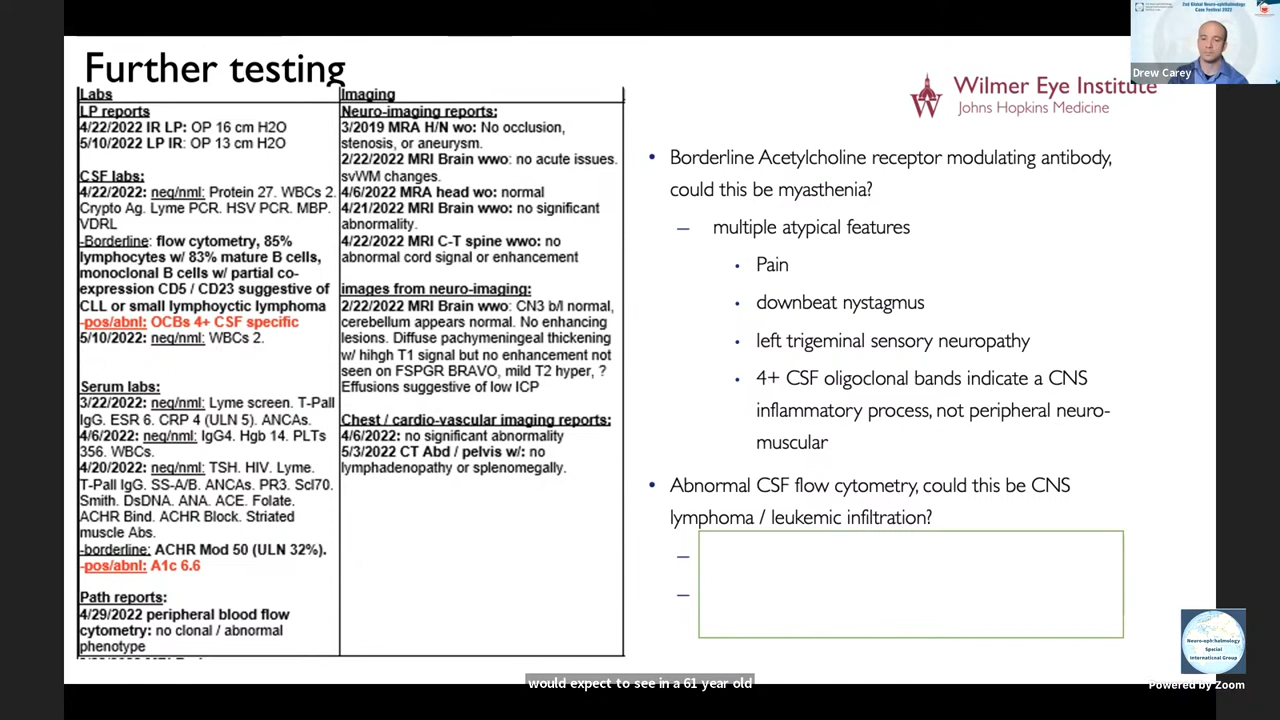 Further testing
2nd Global Neuro-ophthalmology
Case Festival 2022
Drew Carey
Wilmer Eye Institute
Johns Hopkins Medicine
Labs
LP reports
4/22/2022 IR LP: OP 16 cm H2O
5/10/2022 LP IR: OP 13 cm H2O
CSF labs:
4/22/2022: neg/nml: Protein 27. WBCs 2.
Crypto Ag. Lyme PCR. HSV PCR. MBP.
VDRL
-Borderline: flow cytometry, 85%
lymphocytes w/ 83% mature B cells,
monoclonal B cells w/ partial co-
expression CD5 / CD23 suggestive of
CLL or small lymphoyctic lymphoma
-pos/abnl: OCBs 4+ CSF specific
5/10/2022: neg/nml: WBCs 2.
Serum labs:
3/22/2022: neg/nml: Lyme screen. T-Pall
IgG. ESR 6. CRP 4 (ULN 5). ANCAs.
4/6/2022: neg/nml: IgG4. Hgb 14. PLTs
356. WBCs.
4/20/2022: neg/nml: TSH. HIV. Lyme.
T-Pall IgG. SS-A/B. ANCAs. PR3. Scl70.
Smith. DsDNA. ANA. ACE. Folate.
ACHR Bind. ACHR Block. Striated
muscle Abs.
-borderline: ACHR Mod 50 (ULN 32%).
-pos/abnl: A1c 6.6
Path reports:
4/29/2022 peripheral blood flow
cytometry: no clonal / abnormal
phenotype
Imaging
Neuro-imaging reports:
3/2019 MRA H/N wo: No occlusion,
stenosis, or aneurysm.
2/22/2022 MRI Brain wwo: no acute issues.
svWM changes.
4/6/2022 MRA head wo: normal
4/21/2022 MRI Brain wwo: no significant
abnormality.
4/22/2022 MRI C-T spine wwo: no
abnormal cord signal or enhancement
images from neuro-imaging:
2/22/2022 MRI Brain wwo: CN3 b/l normal,
cerebellum appears normal. No enhancing
lesions. Diffuse pachymeningeal thickening
w/ hihgh T1 signal but no enhancement not
seen on FSPGR BRAVO, mild T2 hyper, ?
Effusions suggestive of low ICP
Chest / cardio-vascular imaging reports:
4/6/2022: no significant abnormality
5/3/2022 CT Abd / pelvis w/: no
lymphadenopathy or splenomegally.
• Borderline Acetylcholine receptor modulating antibody,
could this be myasthenia?
– multiple atypical features
• Pain
• downbeat nystagmus
• left trigeminal sensory neuropathy
• 4+ CSF oligoclonal bands indicate a CNS
inflammatory process, not peripheral neuro-
muscular
• Abnormal CSF flow cytometry, could this be CNS
lymphoma / leukemic infiltration?
–
–
Neuro-ophthalmology
Special
International Group
would expect to see in a 61 year old
Powered by Zoom